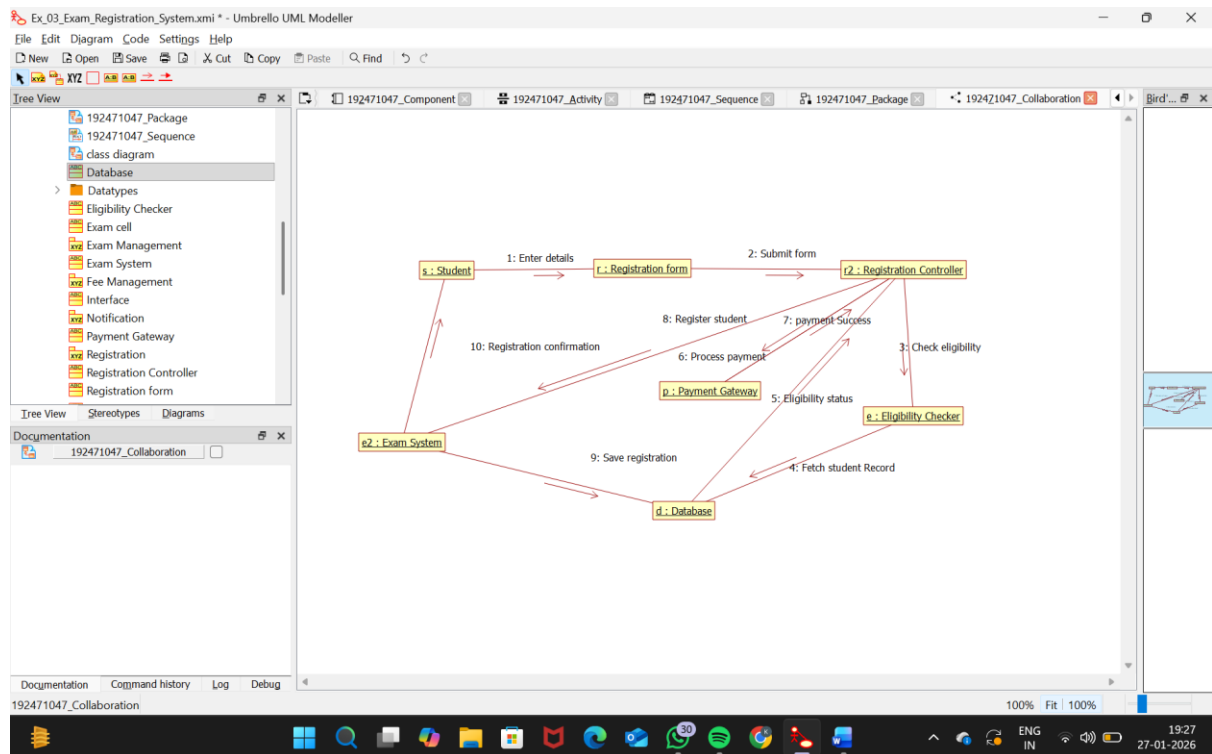 Ex_03_Exam_Registration_System.xmi * - Umbrello UML Modeller
File Edit Diagram Code Settings Help
New Open Save Cut Copy Paste Find
XYZ A:B A:B
Tree View
192471047_Component 192471047_Activity 192471047_Sequence 192471047_Package 192471047_Collaboration
Bird'...
192471047_Package
192471047_Sequence
class diagram
Database
Datatypes
Eligibility Checker
Exam cell
Exam Management
Exam System
Fee Management
Interface
Notification
Payment Gateway
Registration
Registration Controller
Registration form
Tree View Stereotypes Diagrams
Documentation
192471047_Collaboration
1: Enter details
2: Submit form
s : Student
r : Registration form
r2 : Registration Controller
8: Register student
7: payment Success
10: Registration confirmation
3: Check eligibility
6: Process payment
p : Payment Gateway
5: Eligibility status
e : Eligibility Checker
e2 : Exam System
9: Save registration
4: Fetch student Record
d : Database
Documentation Command history Log Debug
192471047_Collaboration
100% Fit 100%
30
ENG
IN
19:27
27-01-2026